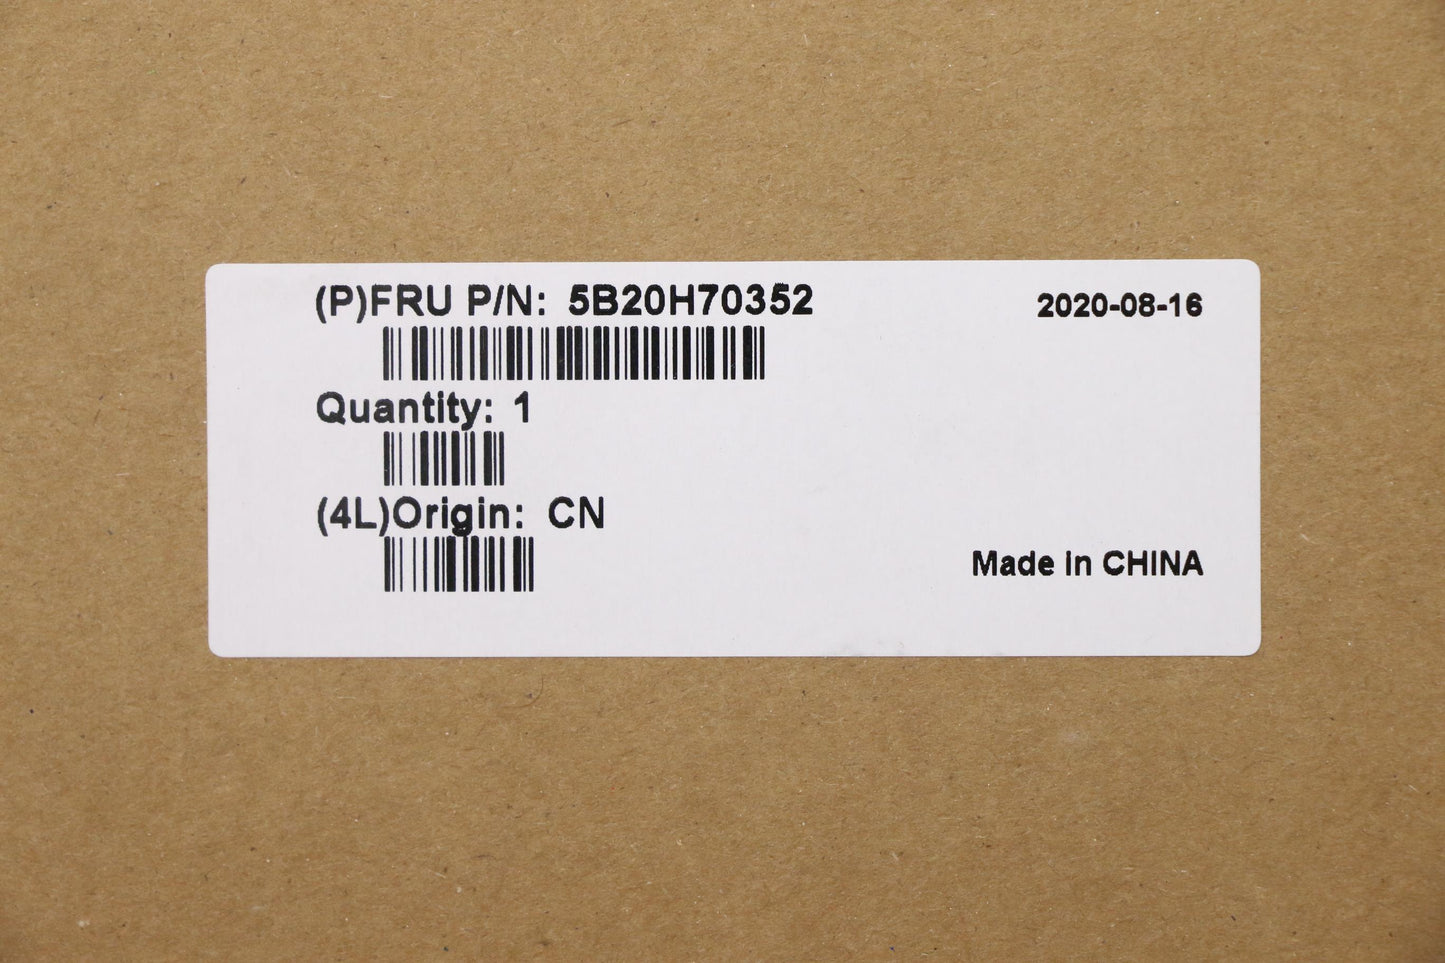 (P)FRU P/N: 5B20H70352
2020-08-16
Quantity: 1
(4L)Origin: CN
Made in CHINA